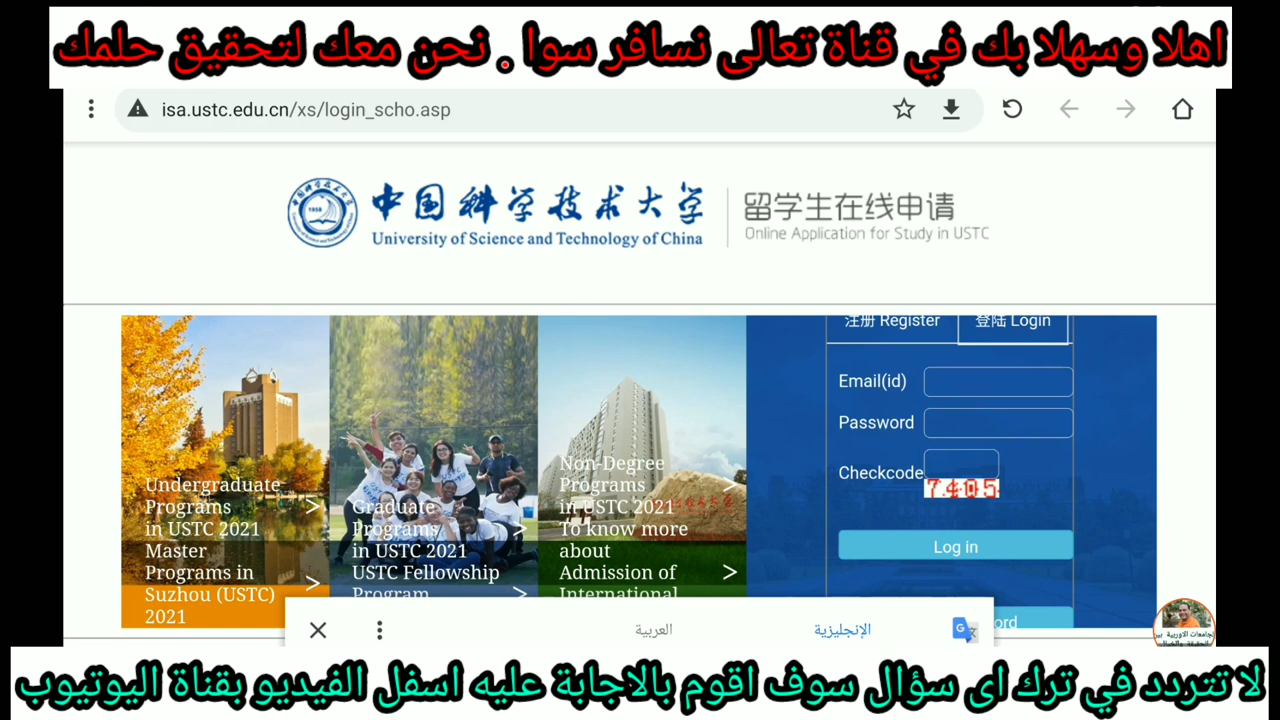 اهلا وسهلا بك في قناة تعالى نسافر سوا . نحن معك لتحقيق حلمك
isa.ustc.edu.cn/xs/login_scho.asp
中国科学技术大学
University of Science and Technology of China
留学生在线申请
Online Application for Study in USTC
1958
注册 Register
登陆 Login
Email(id)
Password
Checkcode
7405
Log in
Undergraduate
Programs
in USTC 2021
>
Master
Programs in
Suzhou (USTC)
2021
>
Graduate
Programs
in USTC 2021
>
USTC Fellowship
Program
>
Non-Degree
Programs
in USTC 2021
>
To know more
about
Admission of
International
>
العربية
الإنجليزية
لا تتردد في ترك اى سؤال سوف اقوم بالاجابة عليه اسفل الفيديو بقناة اليوتيوب